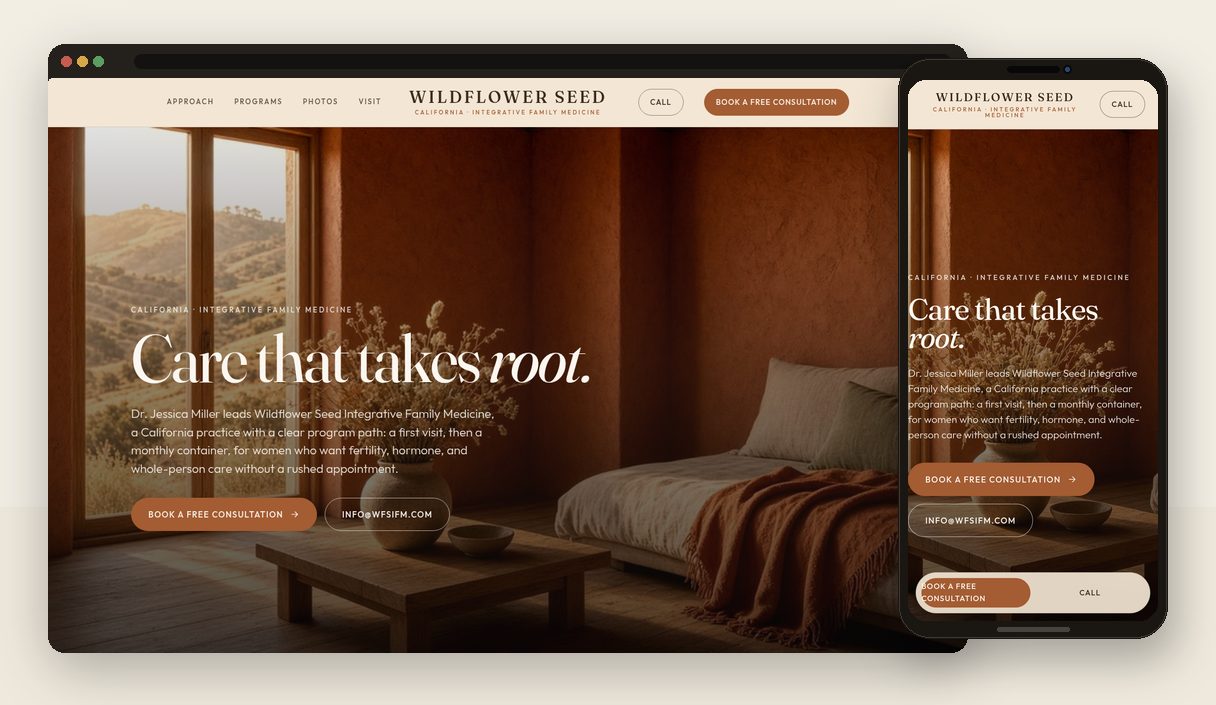 APPROACH
PROGRAMS
PHOTOS
VISIT
WILDFLOWER SEED
CALIFORNIA · INTEGRATIVE FAMILY MEDICINE
CALL
BOOK A FREE CONSULTATION
CALIFORNIA · INTEGRATIVE FAMILY MEDICINE
Care that takes root.
Dr. Jessica Miller leads Wildflower Seed Integrative Family Medicine,
a California practice with a clear program path: a first visit, then a
monthly container, for women who want fertility, hormone, and
whole-person care without a rushed appointment.
BOOK A FREE CONSULTATION →
INFO@WFSIFM.COM
WILDFLOWER SEED
CALIFORNIA · INTEGRATIVE FAMILY
MEDICINE
CALL
CALIFORNIA · INTEGRATIVE FAMILY MEDICINE
Care that takes
root.
Dr. Jessica Miller leads Wildflower Seed Integrative
Family Medicine, a California practice with a clear
program path: a first visit, then a monthly container,
for women who want fertility, hormone, and whole-
person care without a rushed appointment.
BOOK A FREE CONSULTATION →
INFO@WFSIFM.COM
BOOK A FREE
CONSULTATION
CALL